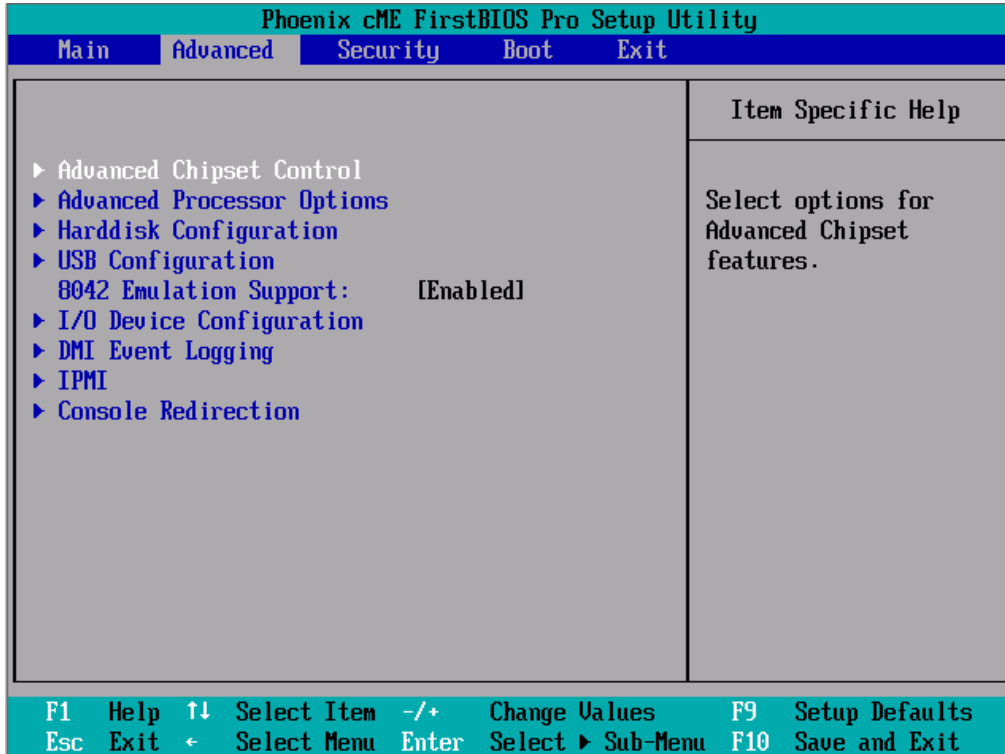 Phoenix cME FirstBIOS Pro Setup Utility
Main Advanced Security Boot Exit
Item Specific Help
▶ Advanced Chipset Control
▶ Advanced Processor Options
▶ Harddisk Configuration
▶ USB Configuration
8042 Emulation Support: [Enabled]
▶ I/O Device Configuration
▶ DMI Event Logging
▶ IPMI
▶ Console Redirection
Select options for
Advanced Chipset
features.
F1 Help ↑↓ Select Item -/+ Change Values F9 Setup Defaults
Esc Exit ← Select Menu Enter Select ▶ Sub-Menu F10 Save and Exit